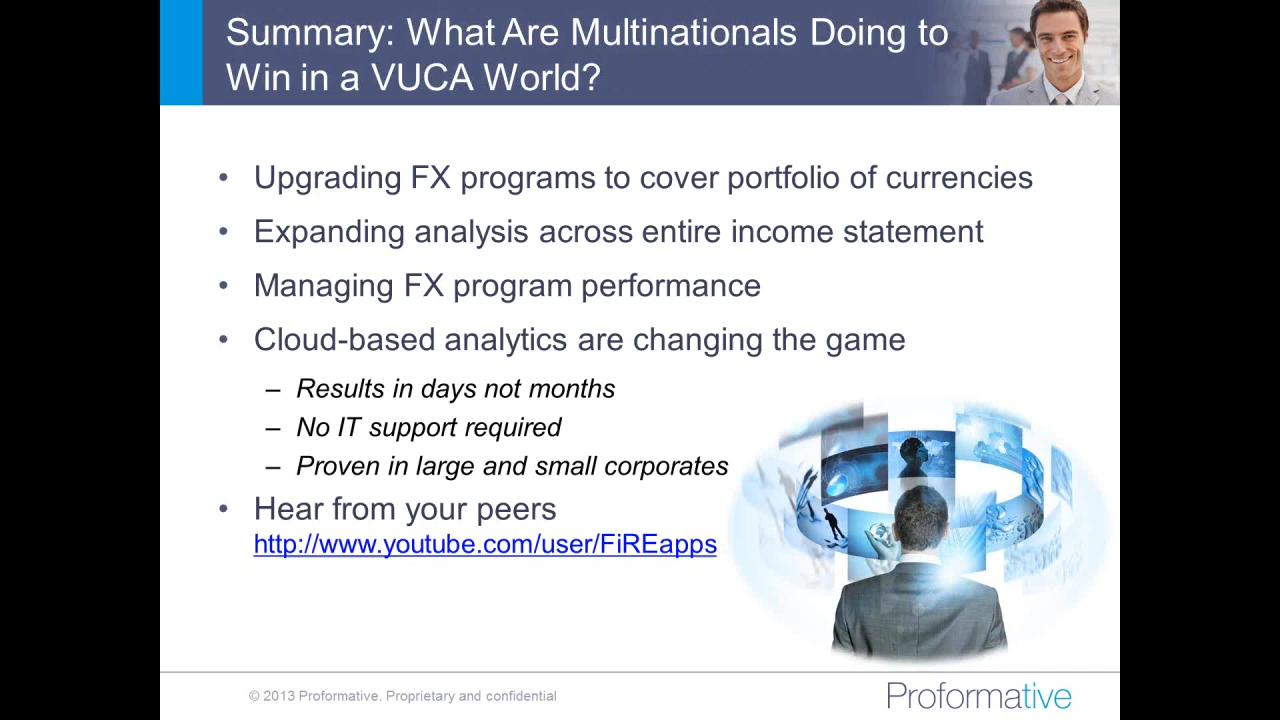 Summary: What Are Multinationals Doing to
Win in a VUCA World?
• Upgrading FX programs to cover portfolio of currencies
• Expanding analysis across entire income statement
• Managing FX program performance
• Cloud-based analytics are changing the game
– Results in days not months
– No IT support required
– Proven in large and small corporates
• Hear from your peers
http://www.youtube.com/user/FiREapps
© 2013 Proformative. Proprietary and confidential
Proformative